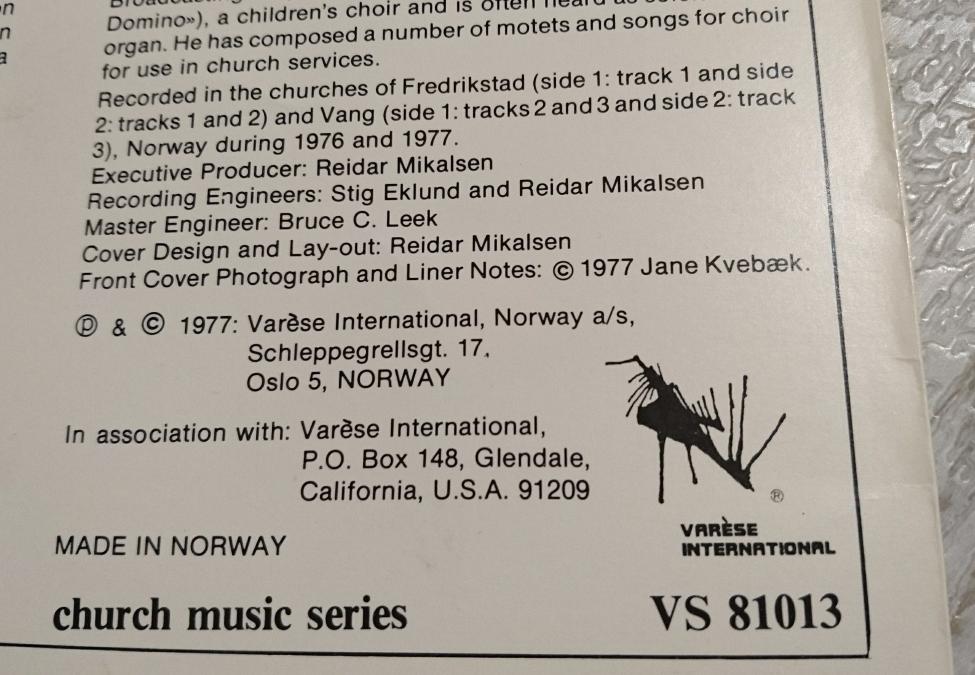 on
n
a
Domino»), a children's choir and is often heard as
organ. He has composed a number of motets and songs for choir
for use in church services.
Recorded in the churches of Fredrikstad (side 1: track 1 and side
2: tracks 1 and 2) and Vang (side 1: tracks 2 and 3 and side 2: track
3), Norway during 1976 and 1977.
Executive Producer: Reidar Mikalsen
Recording Engineers: Stig Eklund and Reidar Mikalsen
Master Engineer: Bruce C. Leek
Cover Design and Lay-out: Reidar Mikalsen
Front Cover Photograph and Liner Notes: © 1977 Jane Kvebæk.
℗ & © 1977: Varèse International, Norway a/s,
Schleppegrellsgt. 17,
Oslo 5, NORWAY
In association with: Varèse International,
P.O. Box 148, Glendale,
California, U.S.A. 91209
®
VARÈSE
INTERNATIONAL
MADE IN NORWAY
church music series
VS 81013